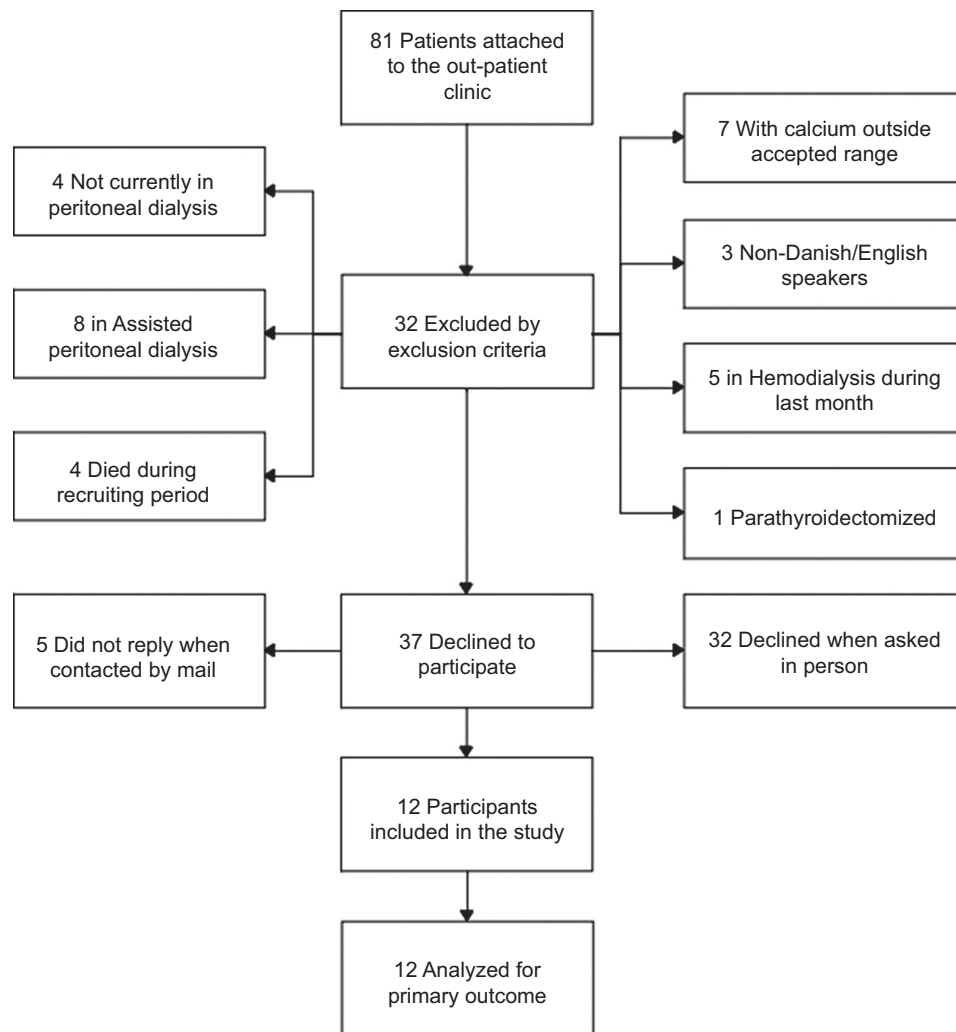 81 Patients attached
to the out-patient
clinic
7 With calcium outside
accepted range
4 Not currently in
peritoneal dialysis
3 Non-Danish/English
speakers
8 in Assisted
peritoneal dialysis
32 Excluded by
exclusion criteria
5 in Hemodialysis during
last month
4 Died during
recruiting period
1 Parathyroidectomized
5 Did not reply when
contacted by mail
37 Declined to
participate
32 Declined when asked
in person
12 Participants
included in the study
12 Analyzed for
primary outcome